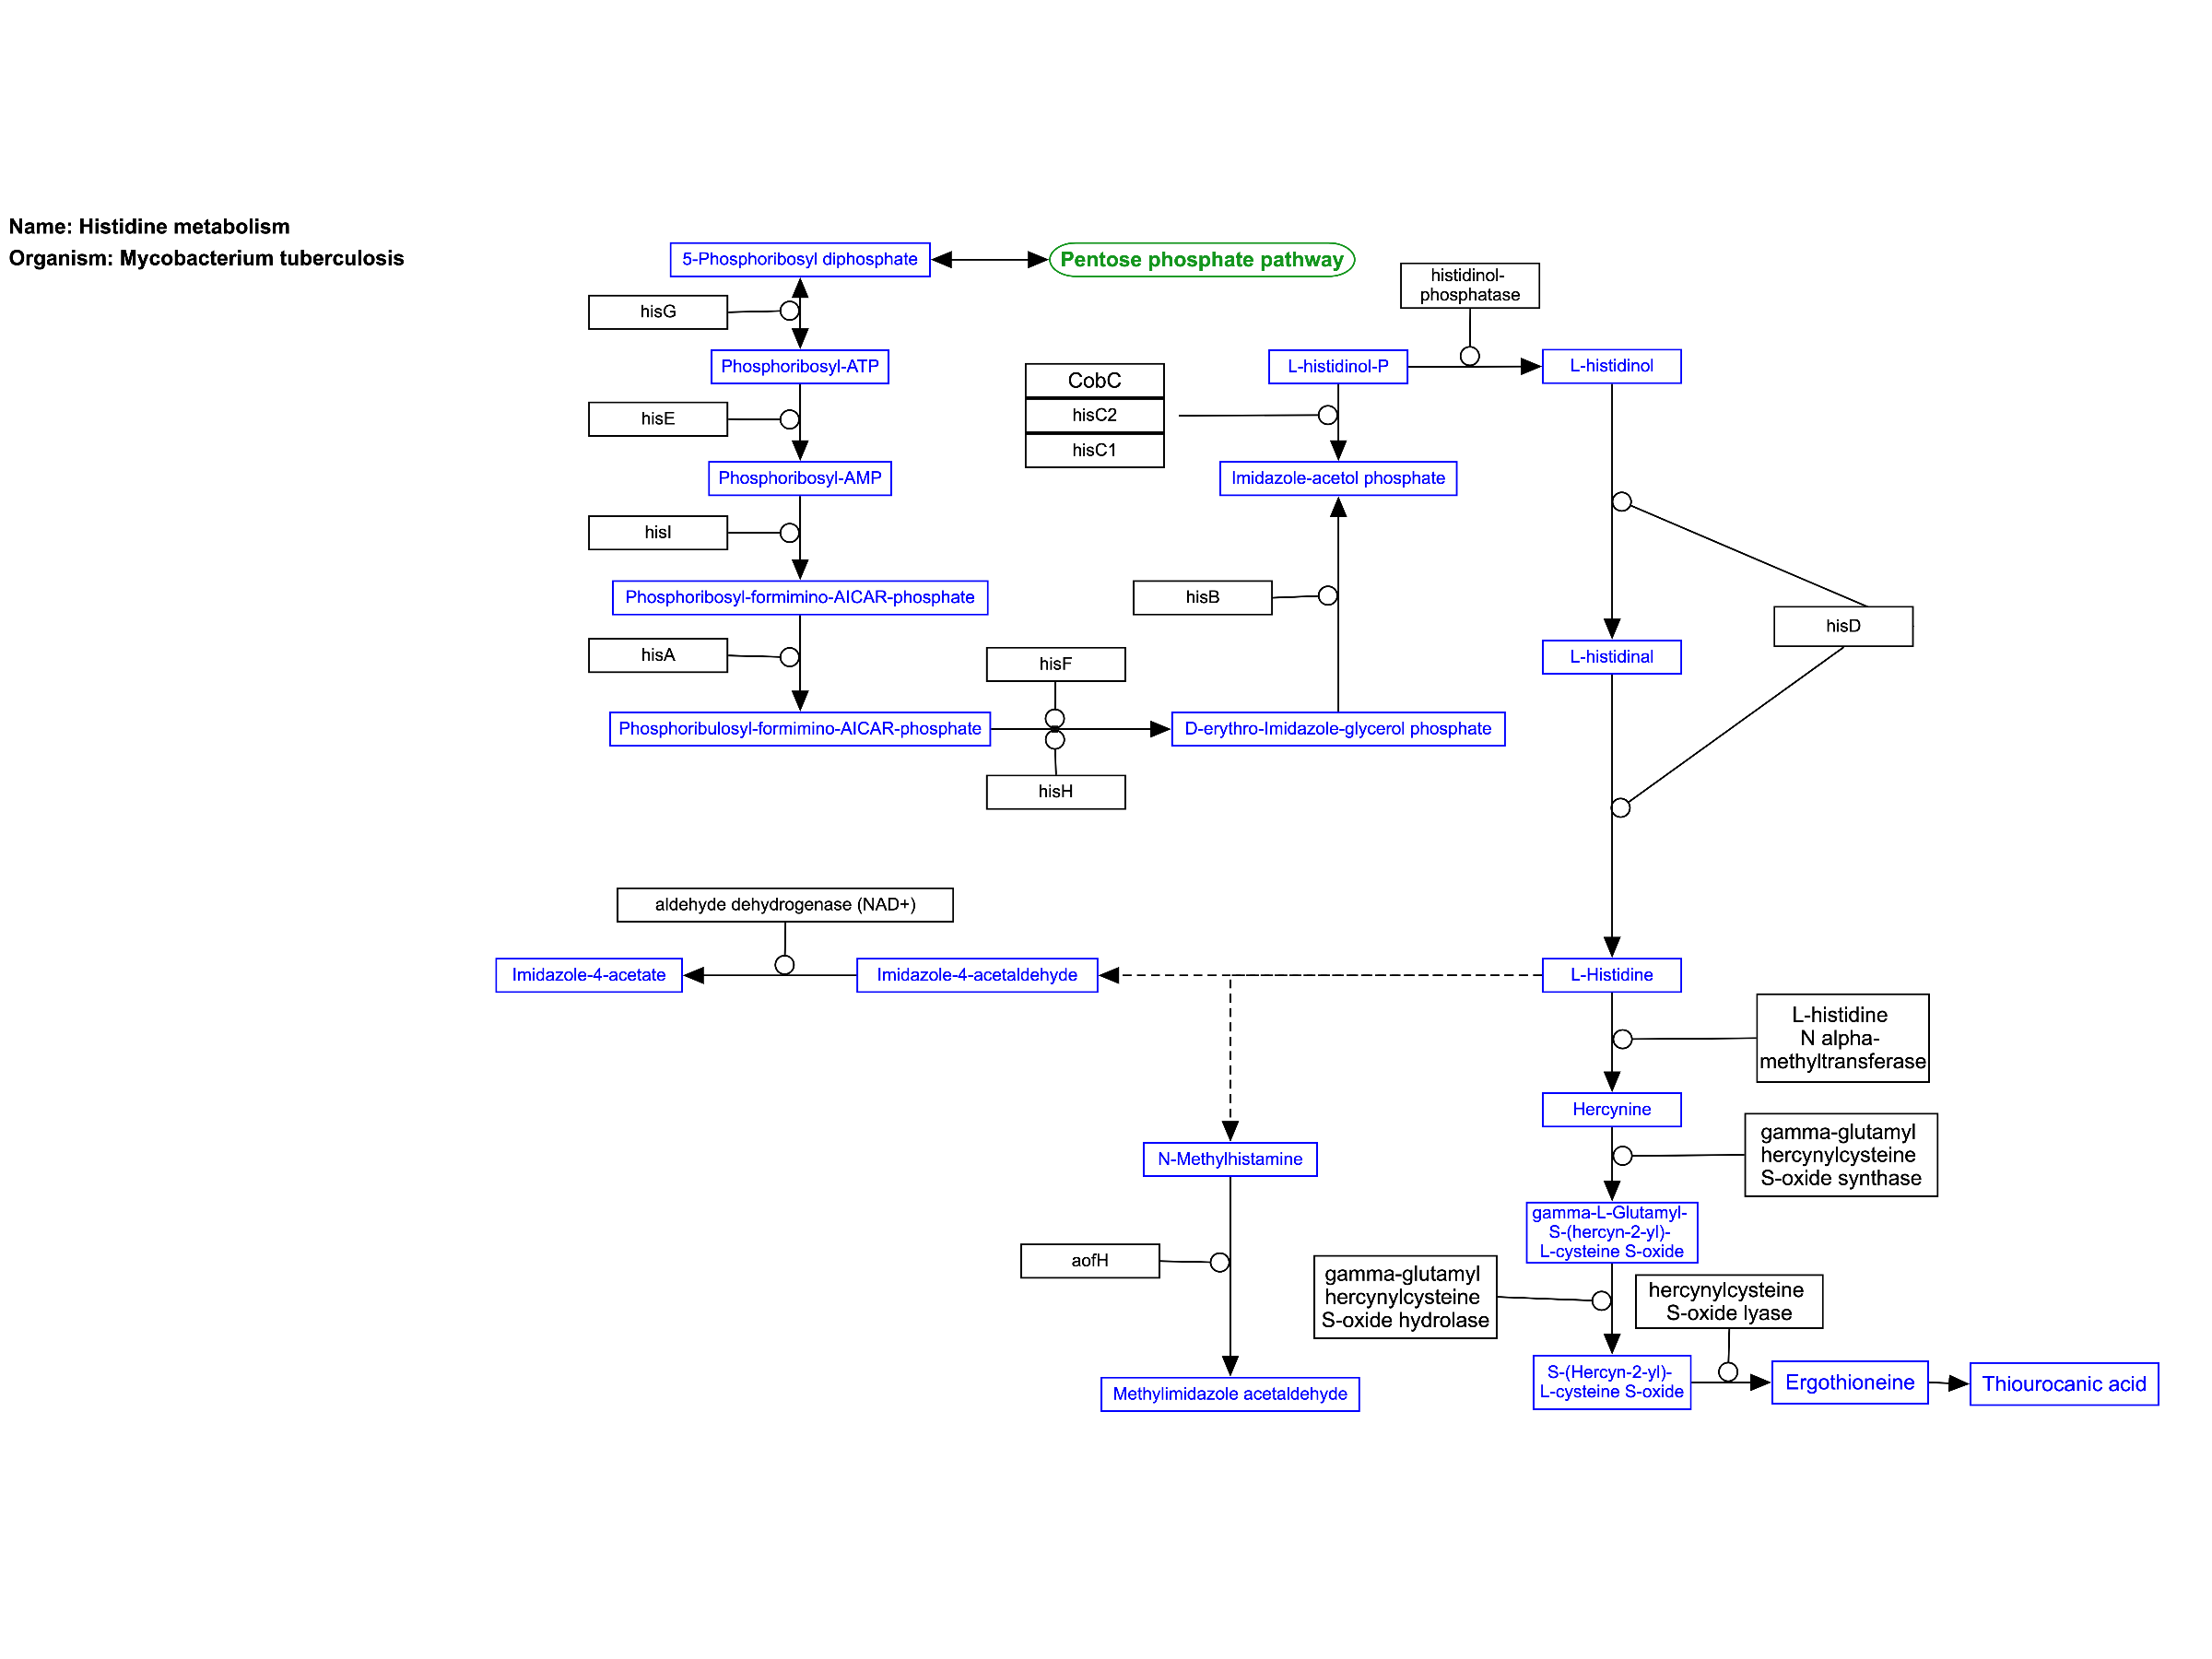 Name: Histidine metabolism
Organism: Mycobacterium tuberculosis
5-Phosphoribosyl diphosphate
Pentose phosphate pathway
histidinol-
phosphatase
hisG
Phosphoribosyl-ATP
L-histidinol-P
L-histidinol
CobC
hisE
hisC2
hisC1
Phosphoribosyl-AMP
Imidazole-acetol phosphate
hisI
Phosphoribosyl-formimino-AICAR-phosphate
hisB
hisD
hisA
hisF
L-histidinal
Phosphoribulosyl-formimino-AICAR-phosphate
D-erythro-Imidazole-glycerol phosphate
hisH
aldehyde dehydrogenase (NAD+)
Imidazole-4-acetate
Imidazole-4-acetaldehyde
L-Histidine
L-histidine
N alpha-
methyltransferase
Hercynine
gamma-glutamyl
hercynylcysteine
S-oxide synthase
N-Methylhistamine
gamma-L-Glutamyl-
S-(hercyn-2-yl)-
L-cysteine S-oxide
aofH
gamma-glutamyl
hercynylcysteine
S-oxide hydrolase
hercynylcysteine
S-oxide lyase
Methylimidazole acetaldehyde
S-(Hercyn-2-yl)-
L-cysteine S-oxide
Ergothioneine
Thiourocanic acid